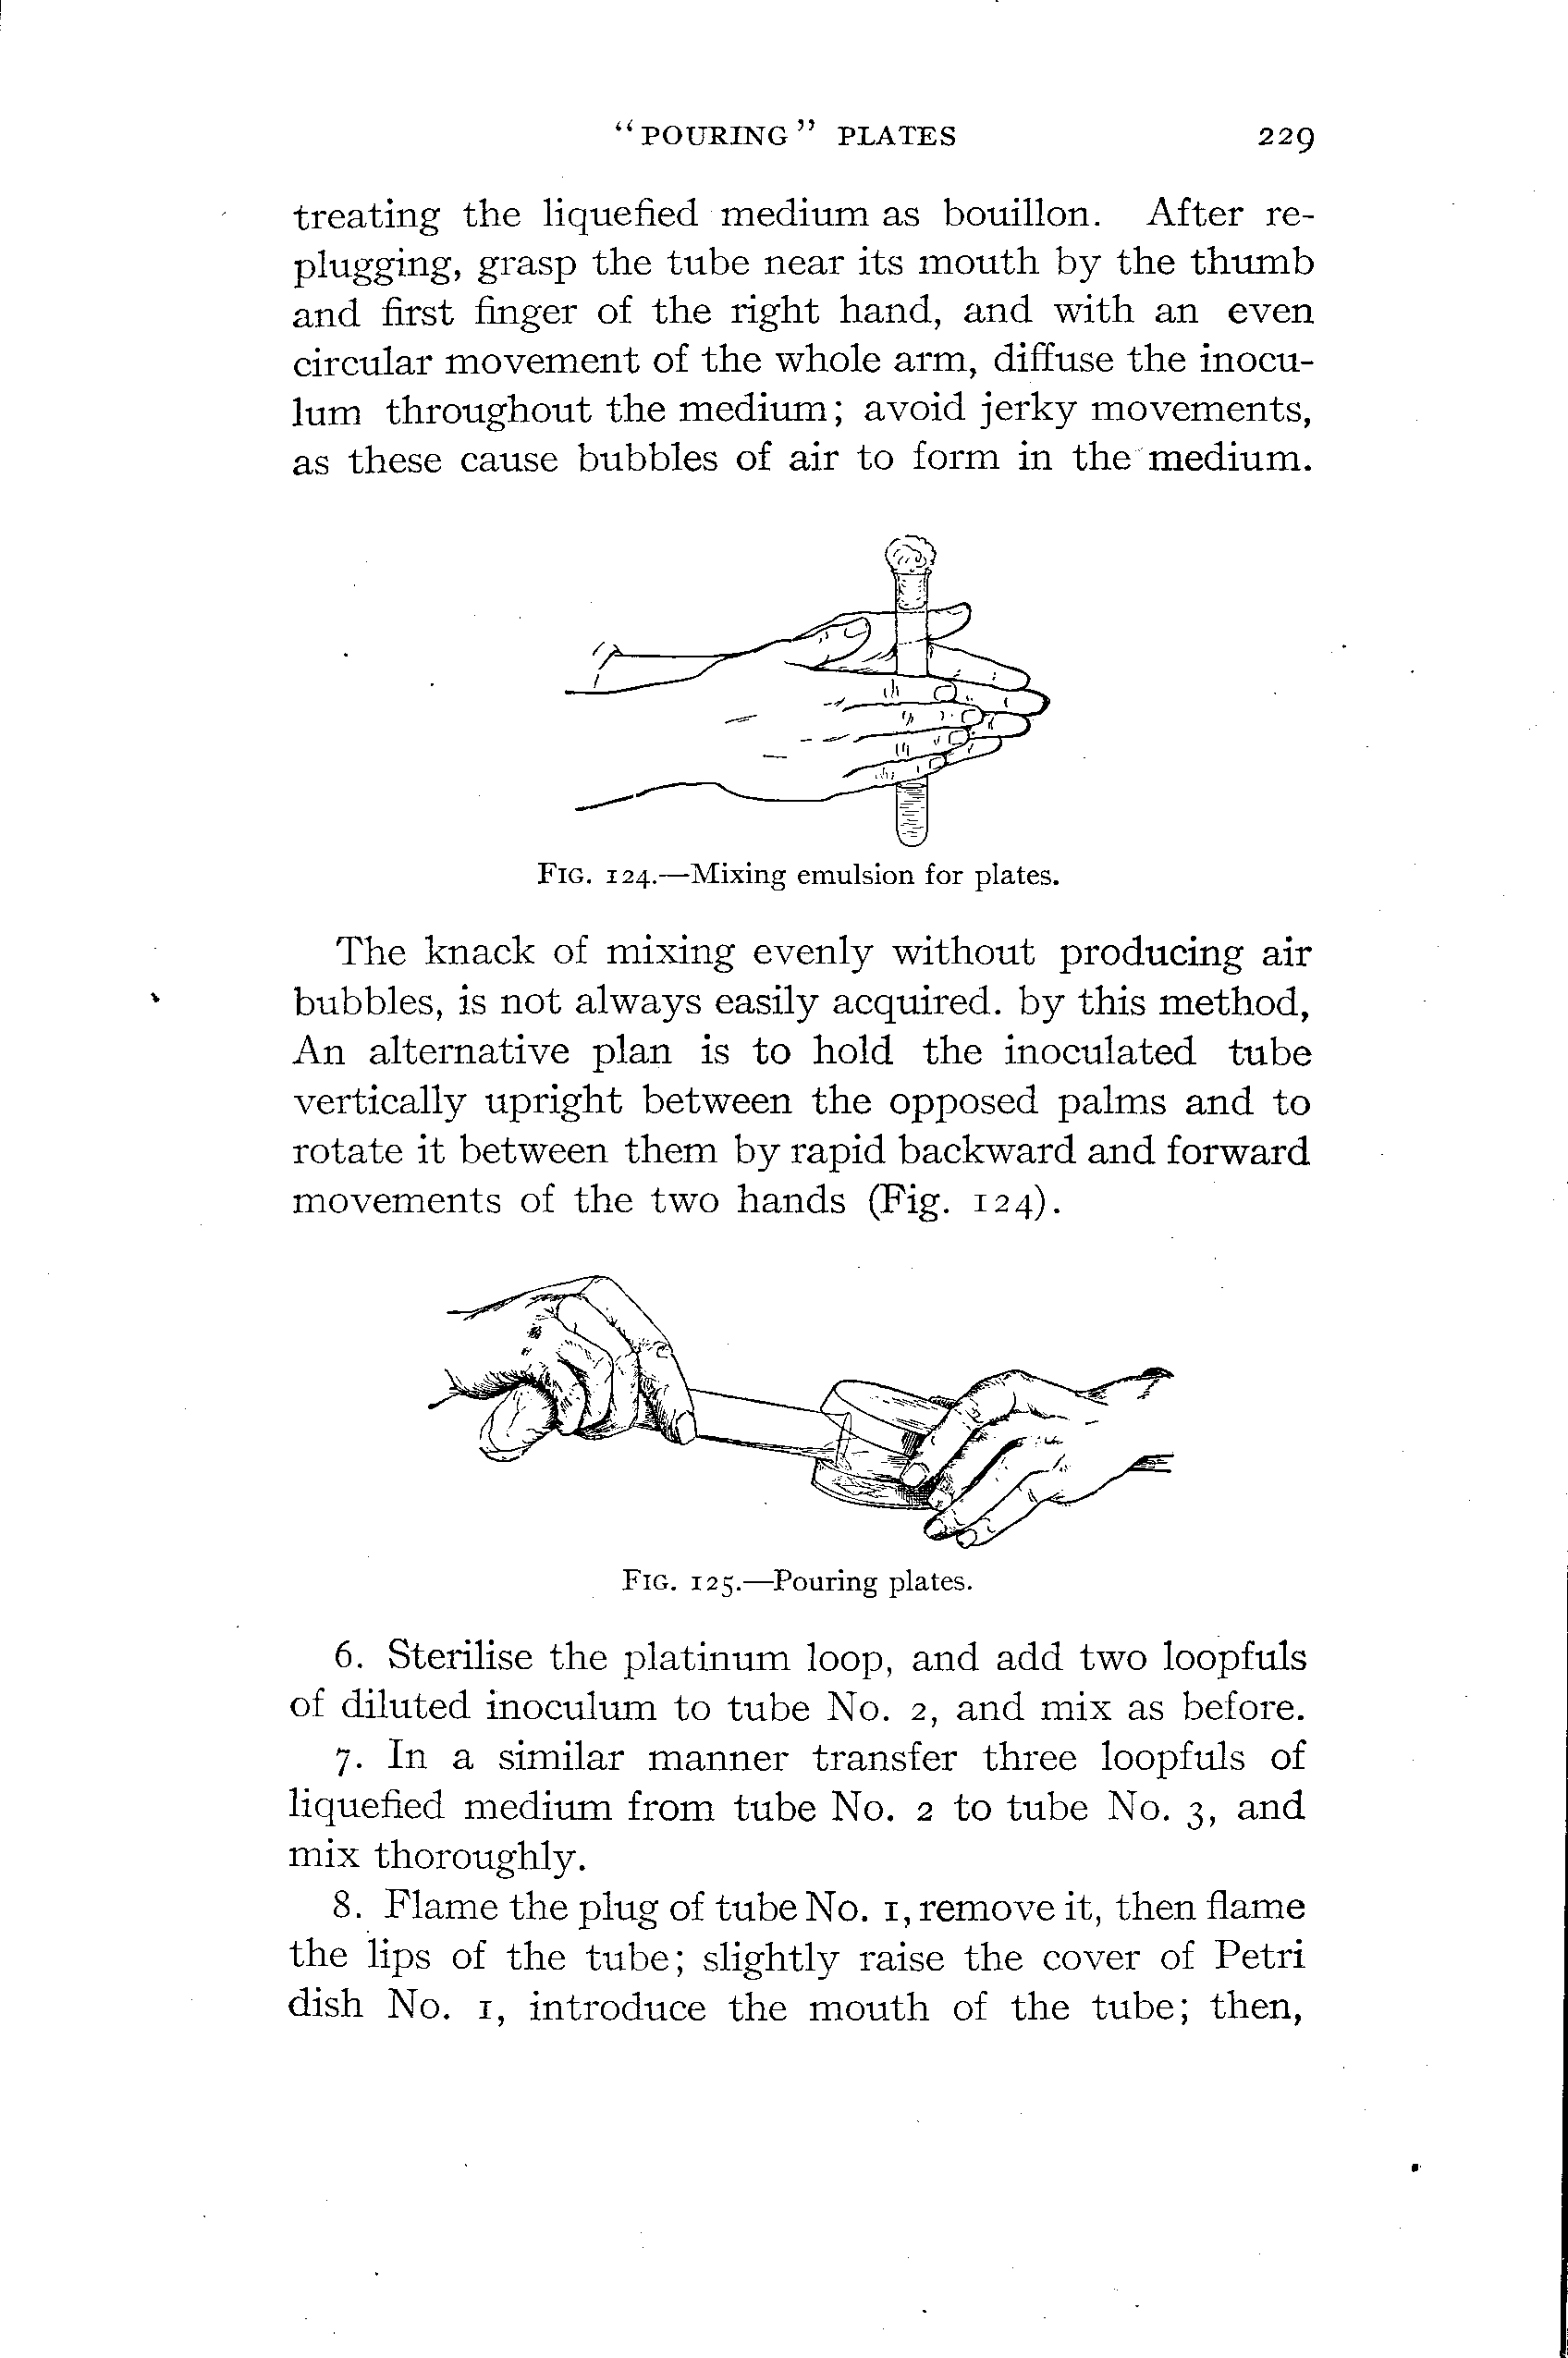 “POURING” PLATES 229
treating the liquefied medium as bouillon. After re-
plugging, grasp the tube near its mouth by the thumb
and first finger of the right hand, and with an even
circular movement of the whole arm, diffuse the inocu-
lum throughout the medium; avoid jerky movements,
as these cause bubbles of air to form in the medium.
FIG. 124.—Mixing emulsion for plates.
The knack of mixing evenly without producing air
bubbles, is not always easily acquired. by this method,
An alternative plan is to hold the inoculated tube
vertically upright between the opposed palms and to
rotate it between them by rapid backward and forward
movements of the two hands (Fig. 124).
FIG. 125.—Pouring plates.
6. Sterilise the platinum loop, and add two loopfuls
of diluted inoculum to tube No. 2, and mix as before.
7. In a similar manner transfer three loopfuls of
liquefied medium from tube No. 2 to tube No. 3, and
mix thoroughly.
8. Flame the plug of tube No. 1, remove it, then flame
the lips of the tube; slightly raise the cover of Petri
dish No. 1, introduce the mouth of the tube; then,